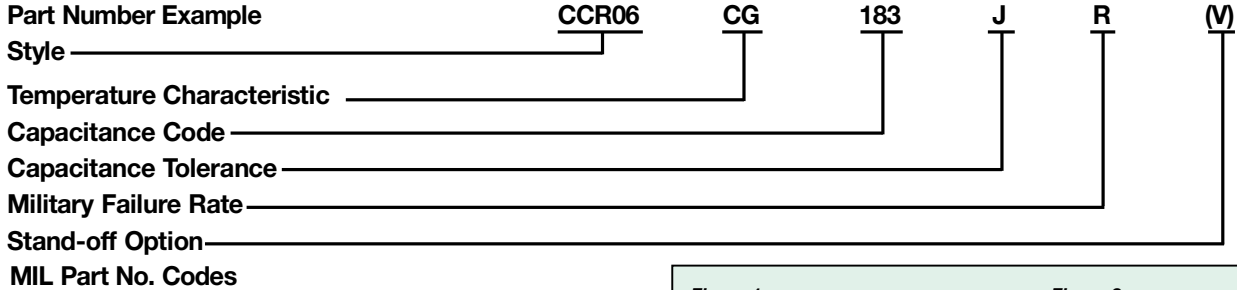 Part Number Example CCR06 CG 183 J R (V)
Style
Temperature Characteristic
Capacitance Code
Capacitance Tolerance
Military Failure Rate
Stand-off Option
MIL Part No. Codes